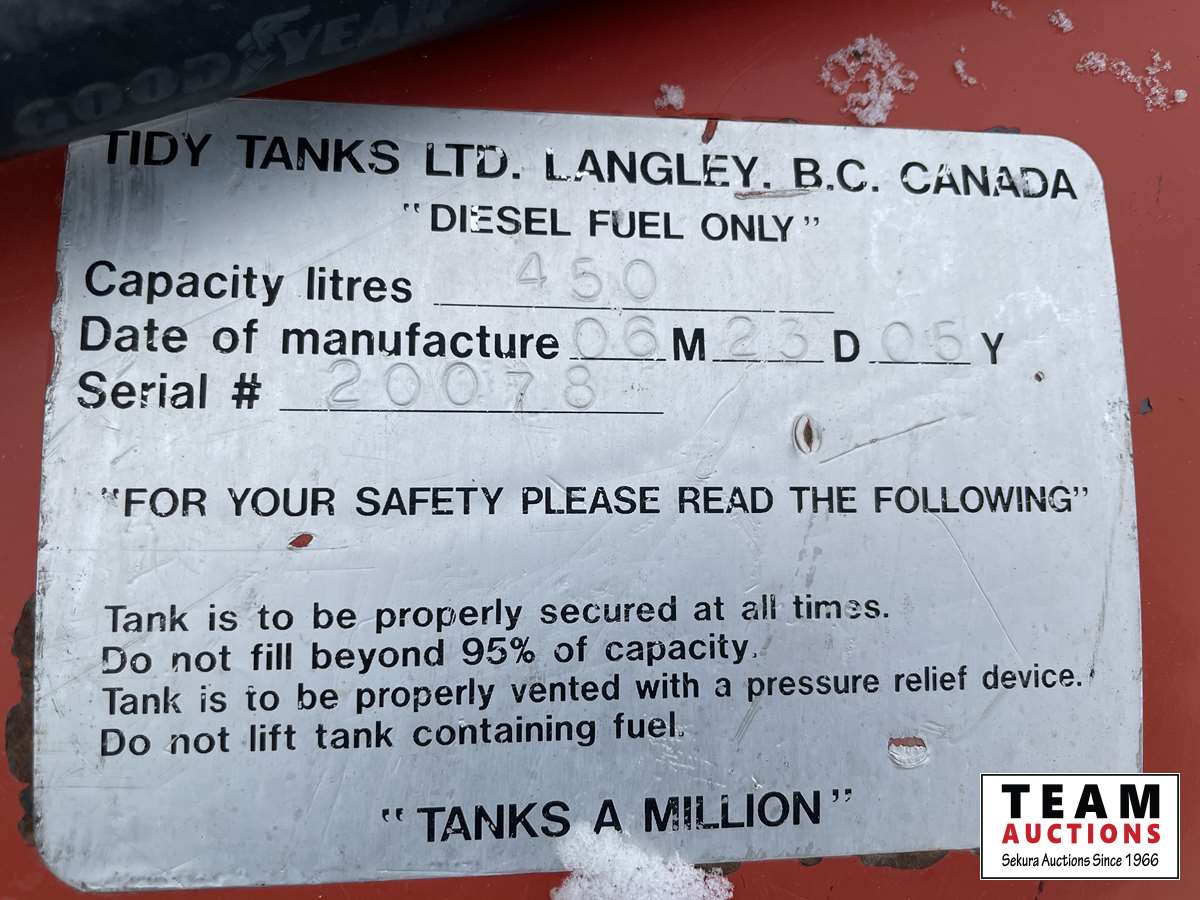 GOODYEAR
TIDY TANKS LTD. LANGLEY. B.C. CANADA
"DIESEL FUEL ONLY"
Capacity litres 450
Date of manufacture 06 M 23 D 05 Y
Serial # 20078
"FOR YOUR SAFETY PLEASE READ THE FOLLOWING"
Tank is to be properly secured at all times.
Do not fill beyond 95% of capacity.
Tank is to be properly vented with a pressure relief device.
Do not lift tank containing fuel.
"TANKS A MILLION"
TEAM
AUCTIONS
Sekura Auctions Since 1966